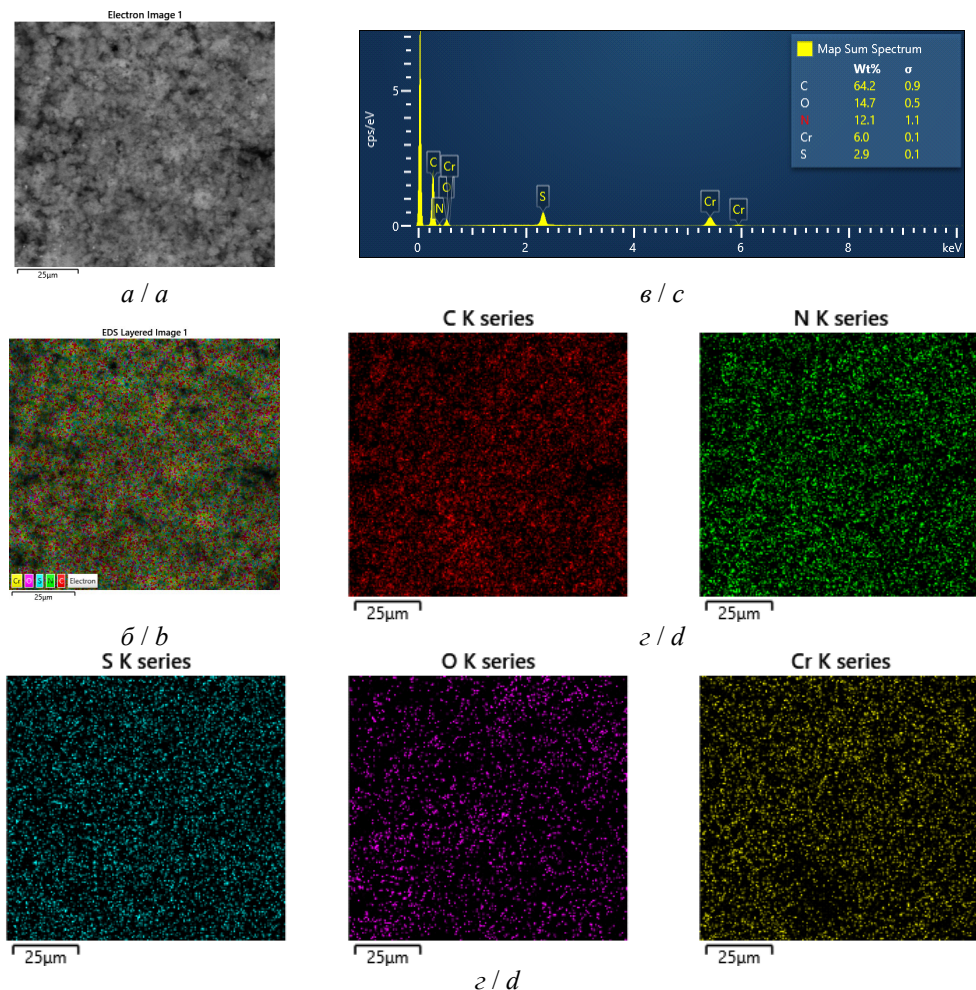 Electron Image 1
25µm
а / a
cps/eV
5
0
C
N
O
Cr
S
Cr
Cr
0
2
4
6
8
keV
Map Sum Spectrum
Wt%
σ
C
64.2
0.9
O
14.7
0.5
N
12.1
1.1
Cr
6.0
0.1
S
2.9
0.1
в / c
EDS Layered Image 1
Cr
O
S
N
C
Electron
25µm
б / b
C K series
25µm
N K series
25µm
г / d
S K series
25µm
O K series
25µm
Cr K series
25µm
г / d